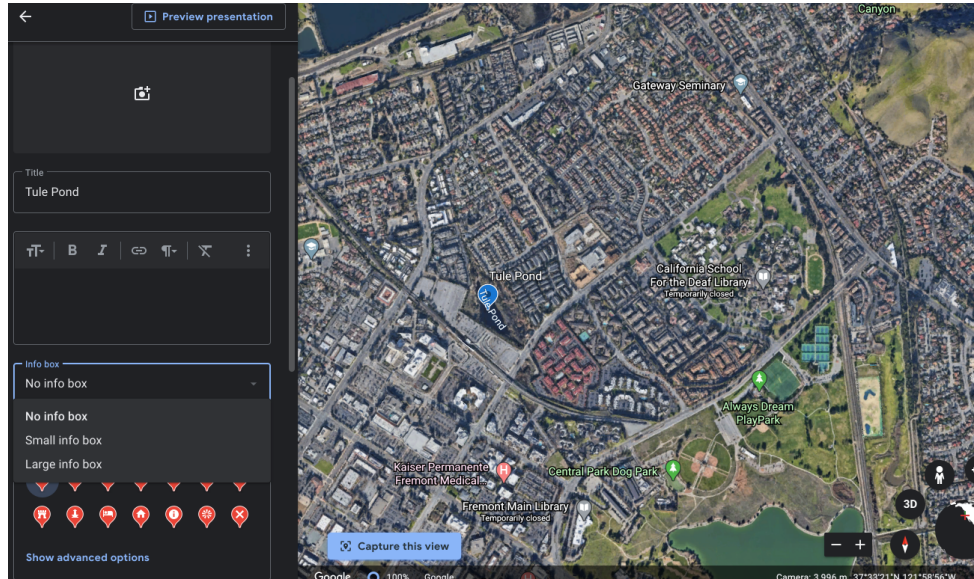 Preview presentation
Title
Tule Pond
B I
Info box
No info box
No info box
Small info box
Large info box
Show advanced options
Canyon
Gateway Seminary
California School
For the Deaf Library
Temporarily closed
Tule Pond
Tule Pond
Always Dream
PlayPark
Kaiser Permanente
Fremont Medical...
Central Park Dog Park
Fremont Main Library
Temporarily closed
3D
Capture this view
Google 100% Google
Camera: 3,996 m 37°33'21"N 121°58'56"W